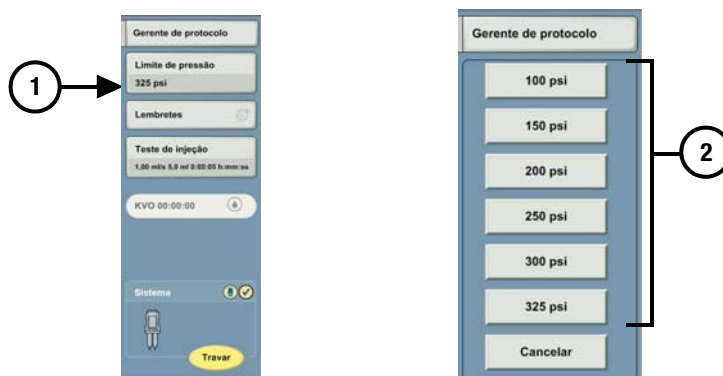 Gerente de protocolo
Limite de pressão
325 psi
Lembretes
Teste de injeção
1,00 ml/s 5,0 ml 0:00:05 h:mm:ss
KVO 00:00:00
Sistema
Travar
1
Gerente de protocolo
100 psi
150 psi
200 psi
250 psi
300 psi
325 psi
Cancelar
2